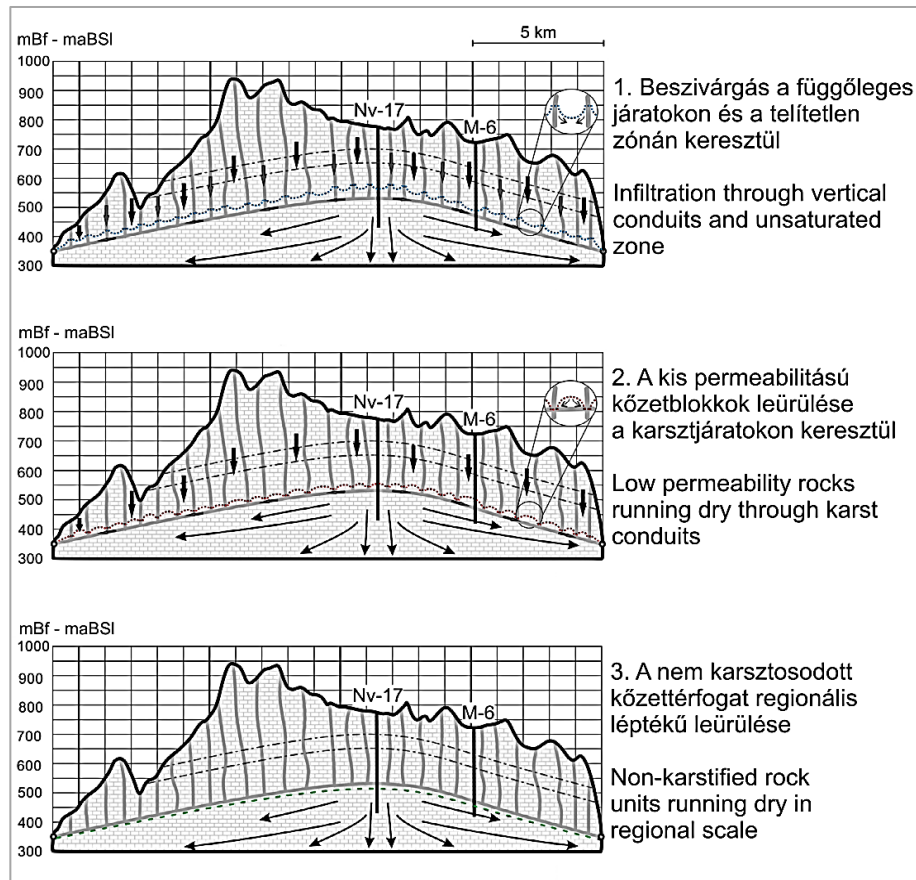 mBf - maBSl
5 km
1000
900
800
700
600
500
400
300
Nv-17
M-6
1. Beszivárgás a függőleges
járatokon és a telítetlen
zónán keresztül
Infiltration through vertical
conduits and unsaturated
zone
mBf - maBSl
1000
900
800
700
600
500
400
300
Nv-17
M-6
2. A kis permeabilitású
kőzetblokkok leürülése
a karsztjáratokon keresztül
Low permeability rocks
running dry through karst
conduits
mBf - maBSl
1000
900
800
700
600
500
400
300
Nv-17
M-6
3. A nem karsztosodott
kőzettérfogat regionális
léptékű leürülése
Non-karstified rock
units running dry in
regional scale